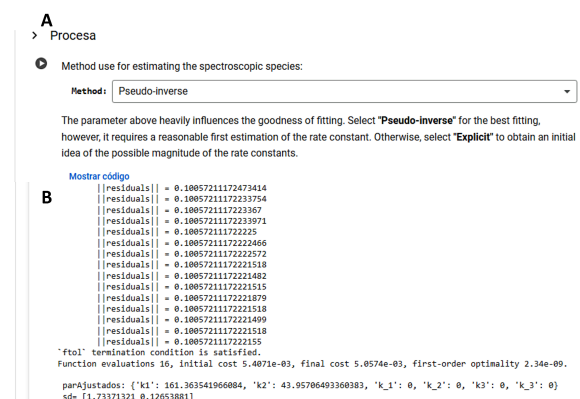 A
Procesa
Method use for estimating the spectroscopic species:
Method: Pseudo-inverse
The parameter above heavily influences the goodness of fitting. Select "Pseudo-inverse" for the best fitting,
however, it requires a reasonable first estimation of the rate constant. Otherwise, select "Explicit" to obtain an initial
idea of the possible magnitude of the rate constants.
Mostrar código
B
||residuals|| = 0.10057211172473414
||residuals|| = 0.10057211172233754
||residuals|| = 0.1005721117223367
||residuals|| = 0.10057211172233971
||residuals|| = 0.100572111722225
||residuals|| = 0.10057211172222466
||residuals|| = 0.10057211172222572
||residuals|| = 0.10057211172221518
||residuals|| = 0.10057211172221482
||residuals|| = 0.10057211172221515
||residuals|| = 0.10057211172221879
||residuals|| = 0.10057211172221518
||residuals|| = 0.10057211172221499
||residuals|| = 0.10057211172221518
||residuals|| = 0.1005721117222155
`ftol` termination condition is satisfied.
Function evaluations 16, initial cost 5.4071e-03, final cost 5.0574e-03, first-order optimality 2.34e-09.
parAjustados: {'k1': 161.363541966084, 'k2': 43.95706493360383, 'k_1': 0, 'k_2': 0, 'k3': 0, 'k_3': 0}
sd= [1.73371321 0.12653881]